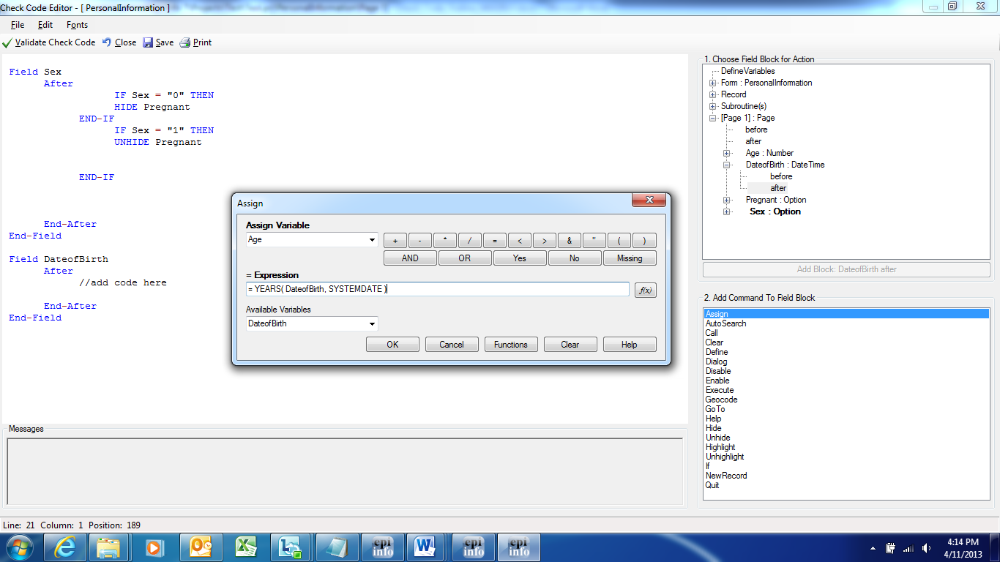 Check Code Editor - [ PersonalInformation ]
File Edit Fonts
Validate Check Code Close Save Print
Field Sex
After
IF Sex = "0" THEN
HIDE Pregnant
END-IF
IF Sex = "1" THEN
UNHIDE Pregnant
END-IF
End-After
End-Field
Field DateofBirth
After
//add code here
End-After
End-Field
Assign
Assign Variable
Age
+ - * / = < > & " ( )
AND OR Yes No Missing
= Expression
= YEARS( DateofBirth, SYSTEMDATE )
f(x)
Available Variables
DateofBirth
OK Cancel Functions Clear Help
1. Choose Field Block for Action
DefineVariables
Form : PersonalInformation
Record
Subroutine(s)
[Page 1] : Page
before
after
Age : Number
DateofBirth : DateTime
before
after
Pregnant : Option
Sex : Option
Add Block: DateofBirth after
2. Add Command To Field Block
Assign
AutoSearch
Call
Clear
Define
Dialog
Disable
Enable
Execute
Geocode
GoTo
Help
Hide
Unhide
Highlight
Unhighlight
If
NewRecord
Quit
Messages
Line: 21 Column: 1 Position: 189
epi info
epi info
epi info
4:14 PM
4/11/2013